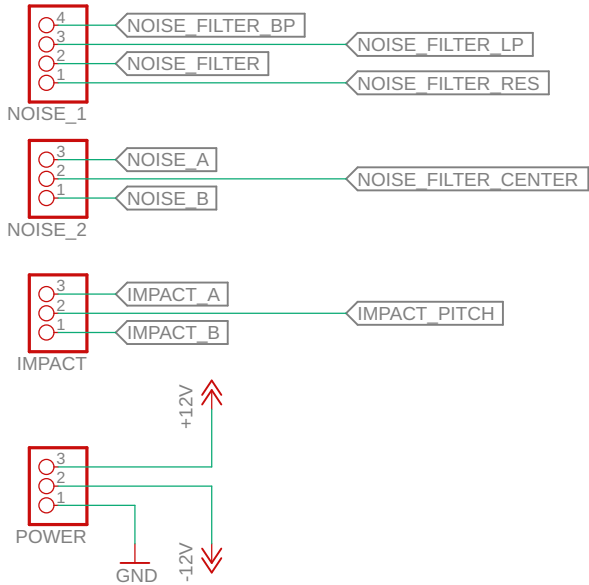 4 NOISE_FILTER_BP
3 NOISE_FILTER_LP
2 NOISE_FILTER
1 NOISE_FILTER_RES
NOISE_1
3 NOISE_A
2 NOISE_FILTER_CENTER
1 NOISE_B
NOISE_2
3 IMPACT_A
2 IMPACT_PITCH
1 IMPACT_B
IMPACT
+12V
3
2
1
POWER
GND
-12V